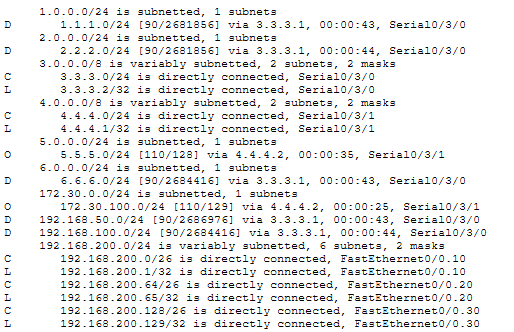 1.0.0.0/24 is subnetted, 1 subnets
D       1.1.1.0/24 [90/2681856] via 3.3.3.1, 00:00:43, Serial0/3/0
     2.0.0.0/24 is subnetted, 1 subnets
D       2.2.2.0/24 [90/2681856] via 3.3.3.1, 00:00:44, Serial0/3/0
     3.0.0.0/8 is variably subnetted, 2 subnets, 2 masks
C       3.3.3.0/24 is directly connected, Serial0/3/0
L       3.3.3.2/32 is directly connected, Serial0/3/0
     4.0.0.0/8 is variably subnetted, 2 subnets, 2 masks
C       4.4.4.0/24 is directly connected, Serial0/3/1
L       4.4.4.1/32 is directly connected, Serial0/3/1
     5.0.0.0/24 is subnetted, 1 subnets
O       5.5.5.0/24 [110/128] via 4.4.4.2, 00:00:35, Serial0/3/1
     6.0.0.0/24 is subnetted, 1 subnets
D       6.6.6.0/24 [90/2684416] via 3.3.3.1, 00:00:43, Serial0/3/0
     172.30.0.0/24 is subnetted, 1 subnets
O       172.30.100.0/24 [110/129] via 4.4.4.2, 00:00:25, Serial0/3/1
D    192.168.50.0/24 [90/2686976] via 3.3.3.1, 00:00:43, Serial0/3/0
D    192.168.100.0/24 [90/2684416] via 3.3.3.1, 00:00:44, Serial0/3/0
     192.168.200.0/24 is variably subnetted, 6 subnets, 2 masks
C       192.168.200.0/26 is directly connected, FastEthernet0/0.10
L       192.168.200.1/32 is directly connected, FastEthernet0/0.10
C       192.168.200.64/26 is directly connected, FastEthernet0/0.20
L       192.168.200.65/32 is directly connected, FastEthernet0/0.20
C       192.168.200.128/26 is directly connected, FastEthernet0/0.30
L       192.168.200.129/32 is directly connected, FastEthernet0/0.30